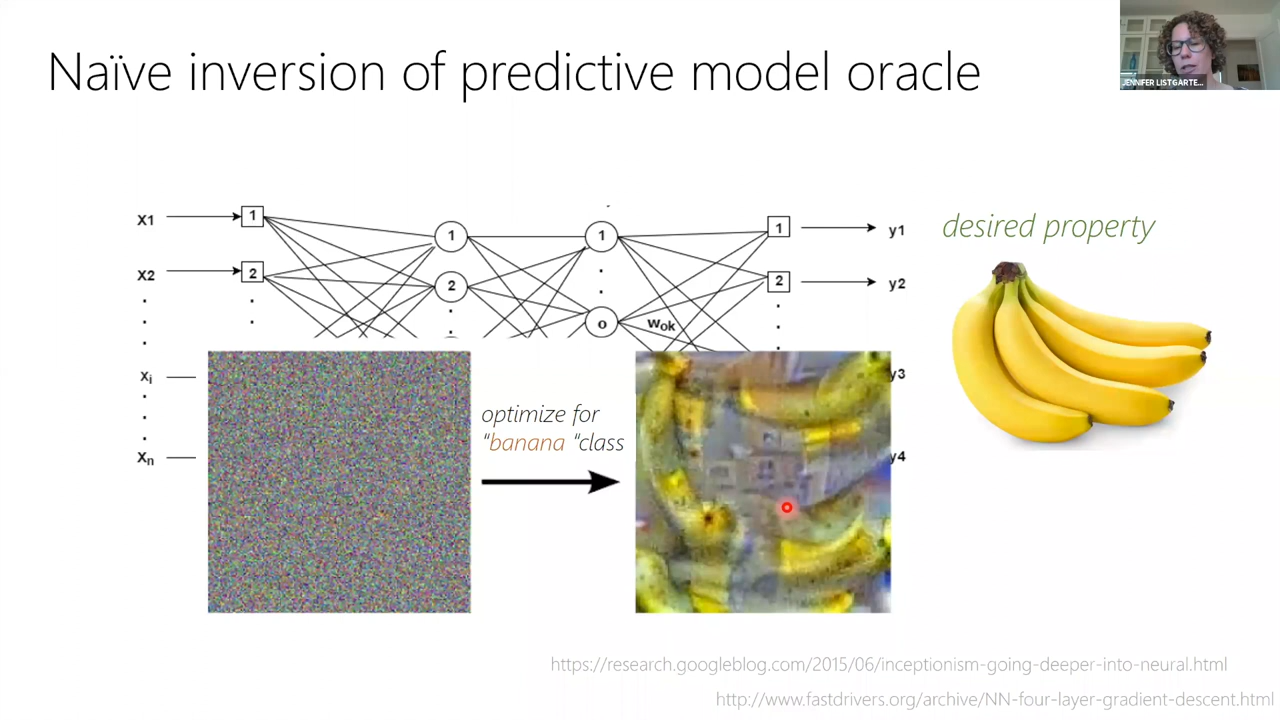 Naïve inversion of predictive model oracle
JENNIFER LISTGARTE...
X1 1 1 1 1 y1
desired property
X2 2 2 2 y2
o wok
xi y3
optimize for
"banana "class
xn y4
https://research.googleblog.com/2015/06/inceptionism-going-deeper-into-neural.html
http://www.fastdrivers.org/archive/NN-four-layer-gradient-descent.html